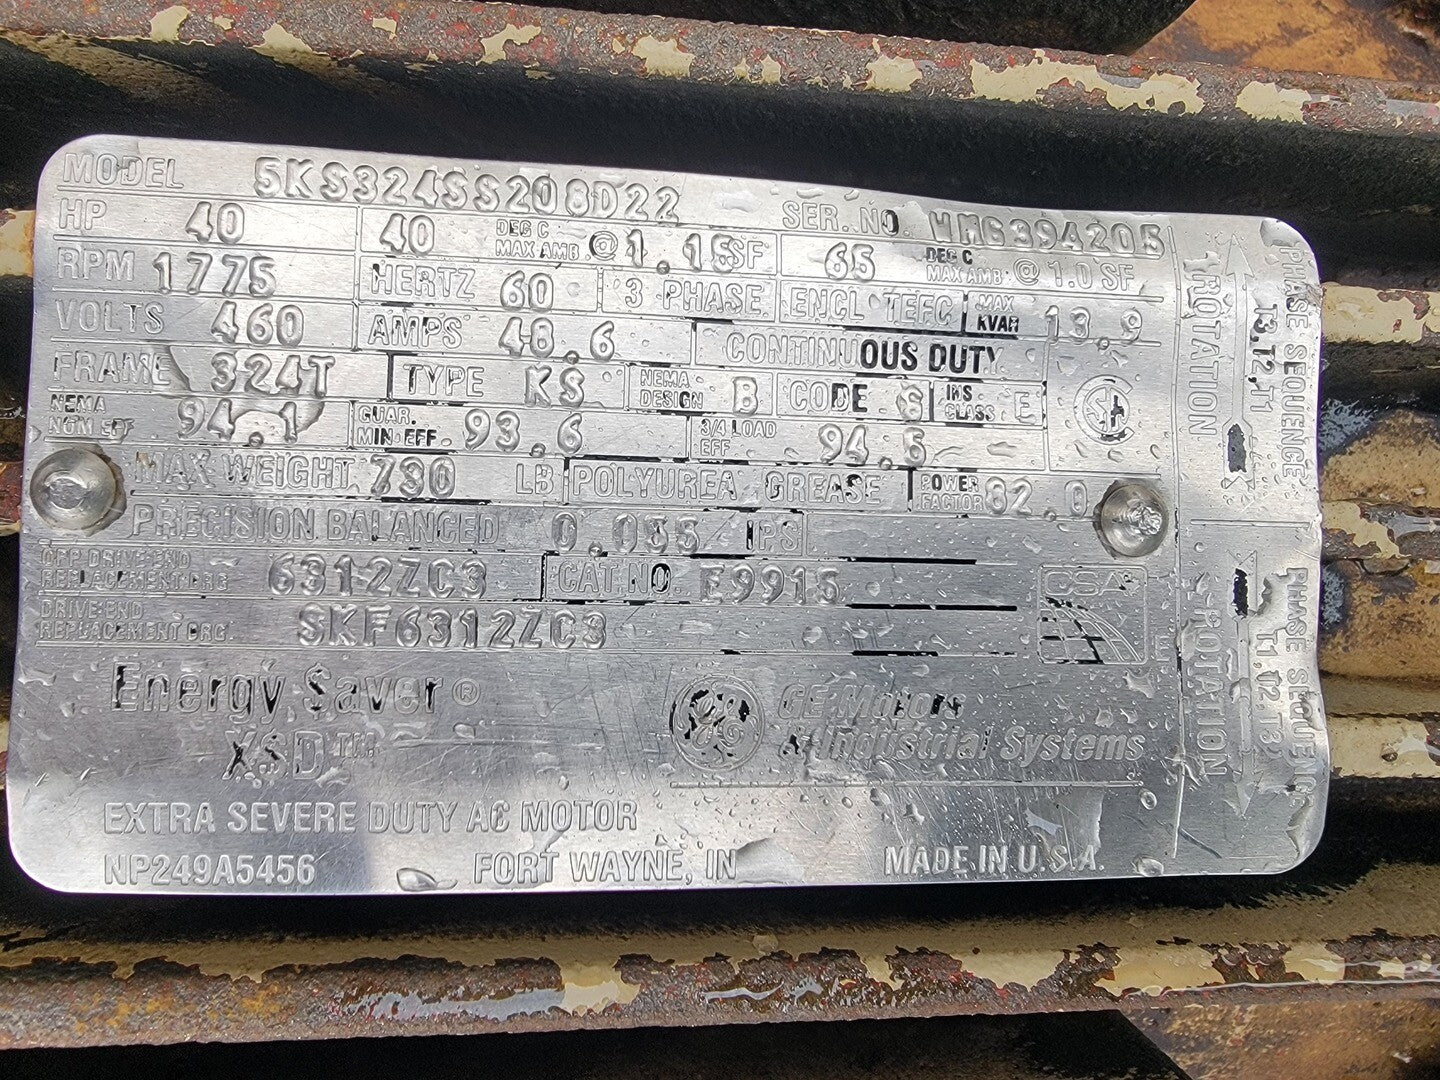 MODEL 5KS324SS208D22 SER. NO. WMG394205
HP 40 40 DEG C MAX AMB @ 1.15 SF 65 DEG C MAX AMB @ 1.0 SF
RPM 1775 HERTZ 60 3 PHASE ENCL TEFC MAX KVAR 13.9
VOLTS 460 AMPS 48.6 CONTINUOUS DUTY
FRAME 324T TYPE KS NEMA DESIGN B CODE G INS. CLASS F
NEMA NOM EFF 94.1 GUAR. MIN EFF. 93.6 3/4 LOAD EFF 94.5
MAX WEIGHT 730 LB POLYUREA GREASE POWER FACTOR 82.0
PRECISION BALANCED IPS
OPP DRIVE END REPLACEMENT BRG 6312ZC3 CAT. NO. E9915
DRIVE END REPLACEMENT BRG. SKF6312ZC3
CSA
Energy Saver®
XSD™
GE Motors
& Industrial Systems
EXTRA SEVERE DUTY AC MOTOR
NP249A5456 FORT WAYNE, IN MADE IN U.S.A.
PHASE SEQUENCE
T3, T2, T1
ROTATION
PHASE SEQUENCE
T1, T2, T3
ROTATION